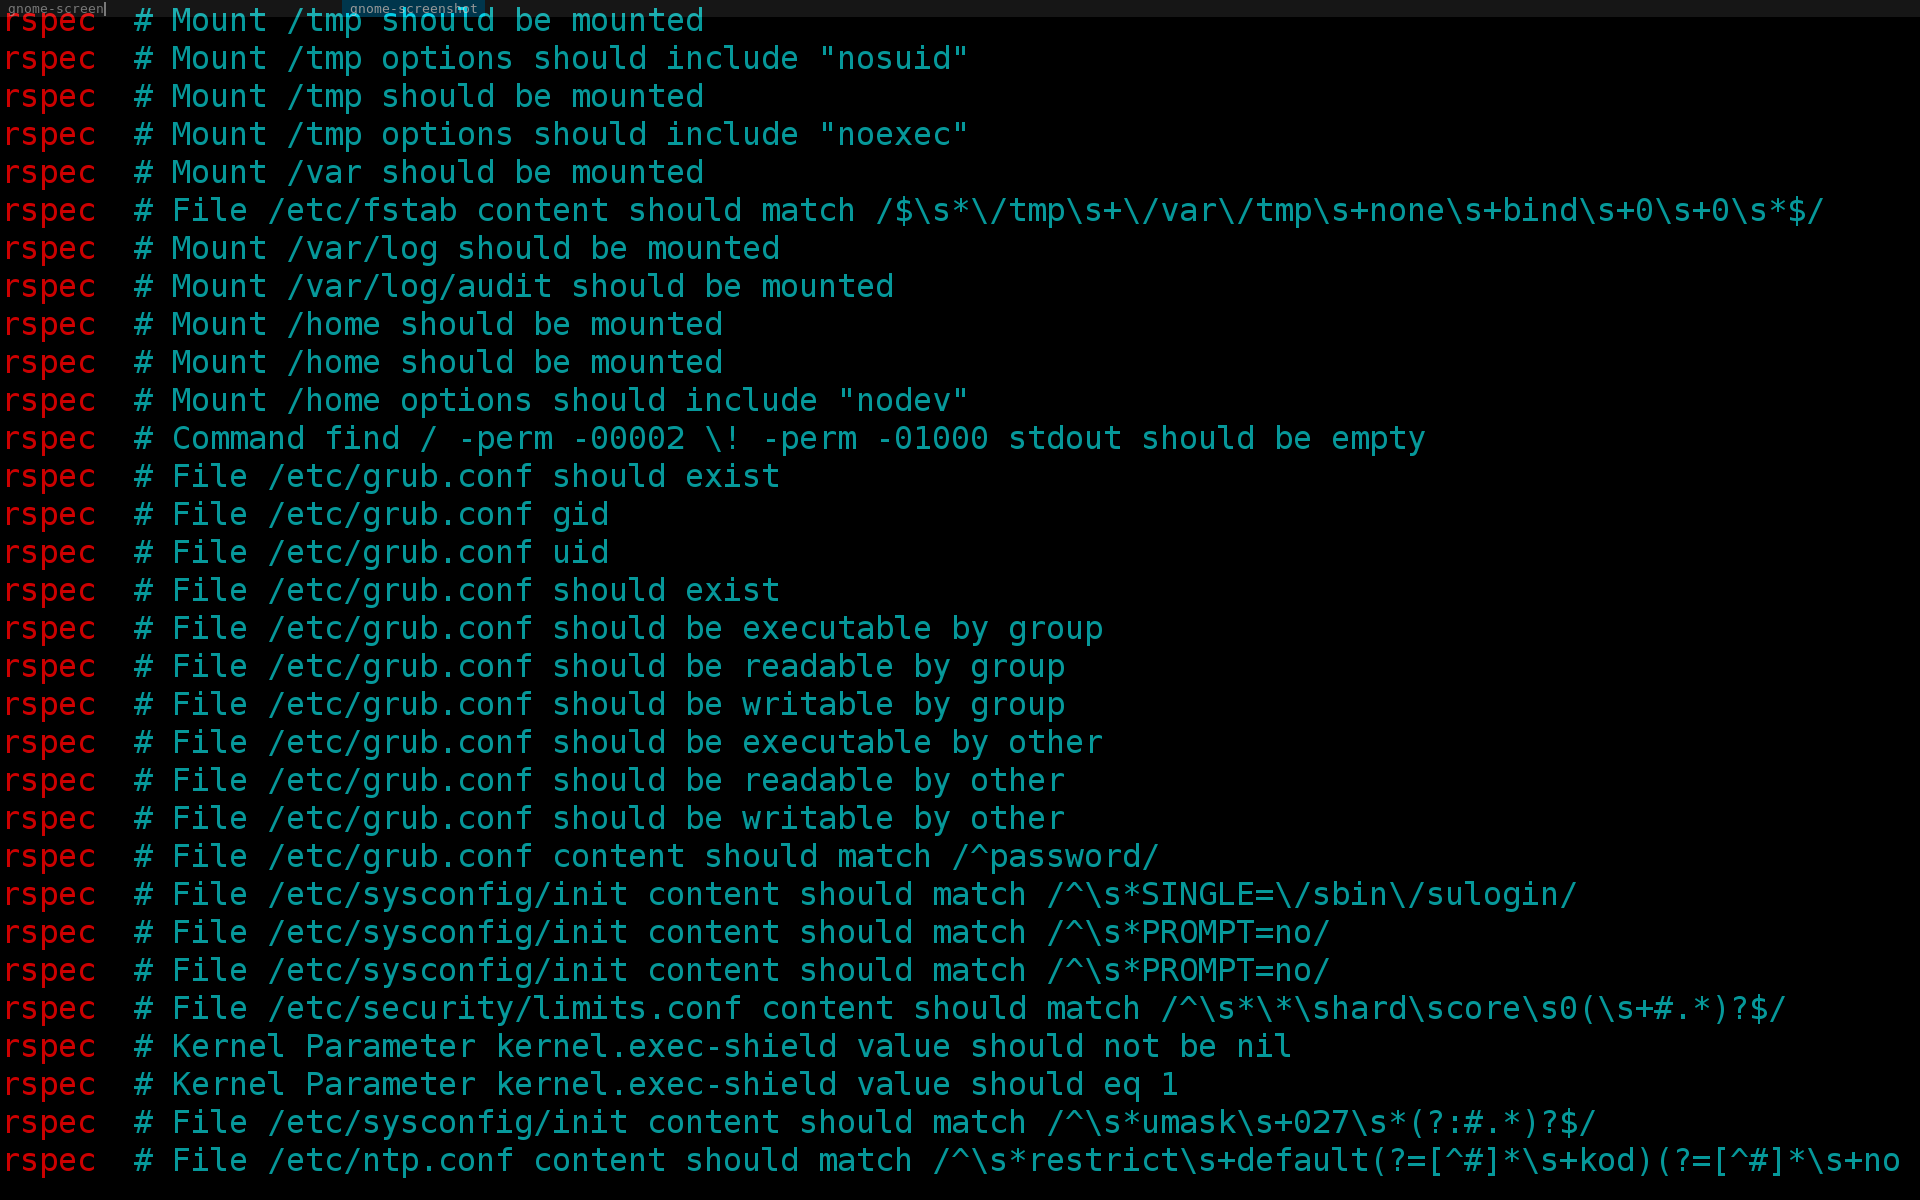 gnome-screen gnome-screenshot
rspec  # Mount /tmp should be mounted
rspec  # Mount /tmp options should include "nosuid"
rspec  # Mount /tmp should be mounted
rspec  # Mount /tmp options should include "noexec"
rspec  # Mount /var should be mounted
rspec  # File /etc/fstab content should match /$\s*\/tmp\s+\/var\/tmp\s+none\s+bind\s+0\s+0\s*$/
rspec  # Mount /var/log should be mounted
rspec  # Mount /var/log/audit should be mounted
rspec  # Mount /home should be mounted
rspec  # Mount /home should be mounted
rspec  # Mount /home options should include "nodev"
rspec  # Command find / -perm -00002 \! -perm -01000 stdout should be empty
rspec  # File /etc/grub.conf should exist
rspec  # File /etc/grub.conf gid
rspec  # File /etc/grub.conf uid
rspec  # File /etc/grub.conf should exist
rspec  # File /etc/grub.conf should be executable by group
rspec  # File /etc/grub.conf should be readable by group
rspec  # File /etc/grub.conf should be writable by group
rspec  # File /etc/grub.conf should be executable by other
rspec  # File /etc/grub.conf should be readable by other
rspec  # File /etc/grub.conf should be writable by other
rspec  # File /etc/grub.conf content should match /^password/
rspec  # File /etc/sysconfig/init content should match /^\s*SINGLE=\/sbin\/sulogin/
rspec  # File /etc/sysconfig/init content should match /^\s*PROMPT=no/
rspec  # File /etc/sysconfig/init content should match /^\s*PROMPT=no/
rspec  # File /etc/security/limits.conf content should match /^\s*\*\shard\score\s0(\s+#.*)?$/
rspec  # Kernel Parameter kernel.exec-shield value should not be nil
rspec  # Kernel Parameter kernel.exec-shield value should eq 1
rspec  # File /etc/sysconfig/init content should match /^\s*umask\s+027\s*(?:#.*)?$/
rspec  # File /etc/ntp.conf content should match /^\s*restrict\s+default(?=[^#]*\s+kod)(?=[^#]*\s+no